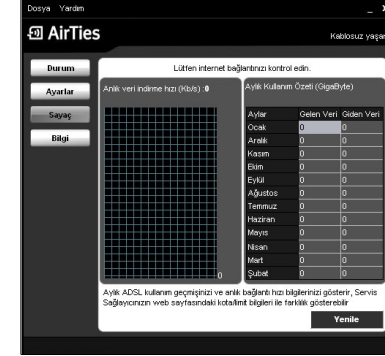 Dosya Yardım
AirTies
Kablosuz yaşa
Durum
Ayarlar
Sayaç
Bilgi
Lütfen internet bağlantınızı kontrol edin.
Anlık veri indirme hızı (Kb/s) :0
0
Aylık Kullanım Özeti (GigaByte)
Aylar Gelen Veri Giden Veri
Ocak 0 0
Aralık 0 0
Kasım 0 0
Ekim 0 0
Eylül 0 0
Ağustos 0 0
Temmuz 0 0
Haziran 0 0
Mayıs 0 0
Nisan 0 0
Mart 0 0
Şubat 0 0
Aylık ADSL kullanım geçmişinizi ve anlık bağlantı hızı bilgilerinizi gösterir, Servis
Sağlayıcınızın web sayfasındaki kota/limit bilgileri ile farklılık gösterebilir
Yenile